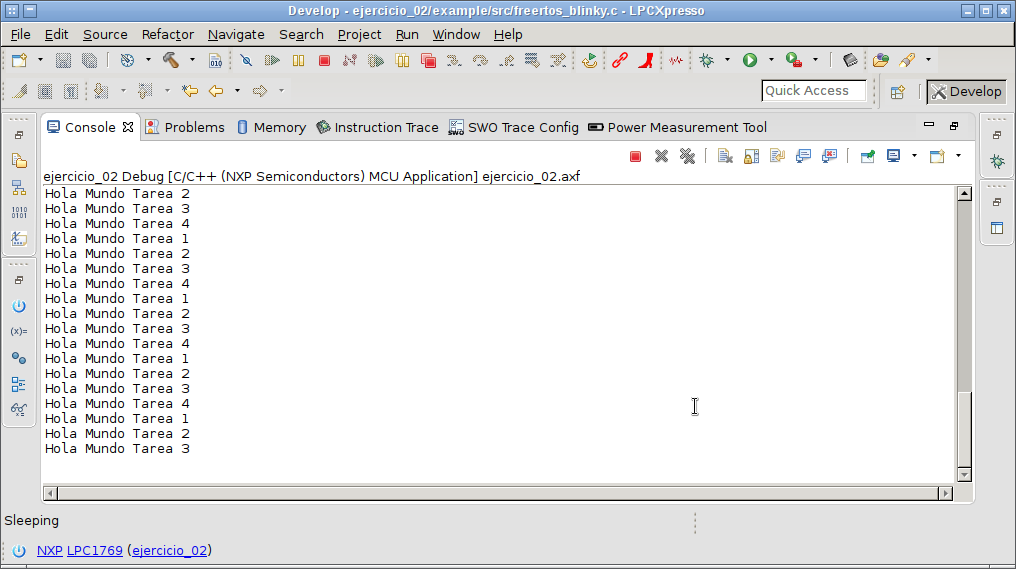 Develop - ejercicio_02/example/src/freertos_blinky.c - LPCXpresso
File Edit Source Refactor Navigate Search Project Run Window Help
010
Quick Access
Develop
Console Problems Memory Instruction Trace SWO SWO Trace Config Power Measurement Tool
ejercicio_02 Debug [C/C++ (NXP Semiconductors) MCU Application] ejercicio_02.axf
1010
0101
(x)=
Hola Mundo Tarea 2
Hola Mundo Tarea 3
Hola Mundo Tarea 4
Hola Mundo Tarea 1
Hola Mundo Tarea 2
Hola Mundo Tarea 3
Hola Mundo Tarea 4
Hola Mundo Tarea 1
Hola Mundo Tarea 2
Hola Mundo Tarea 3
Hola Mundo Tarea 4
Hola Mundo Tarea 1
Hola Mundo Tarea 2
Hola Mundo Tarea 3
Hola Mundo Tarea 4
Hola Mundo Tarea 1
Hola Mundo Tarea 2
Hola Mundo Tarea 3
Sleeping
NXP LPC1769 (ejercicio_02)